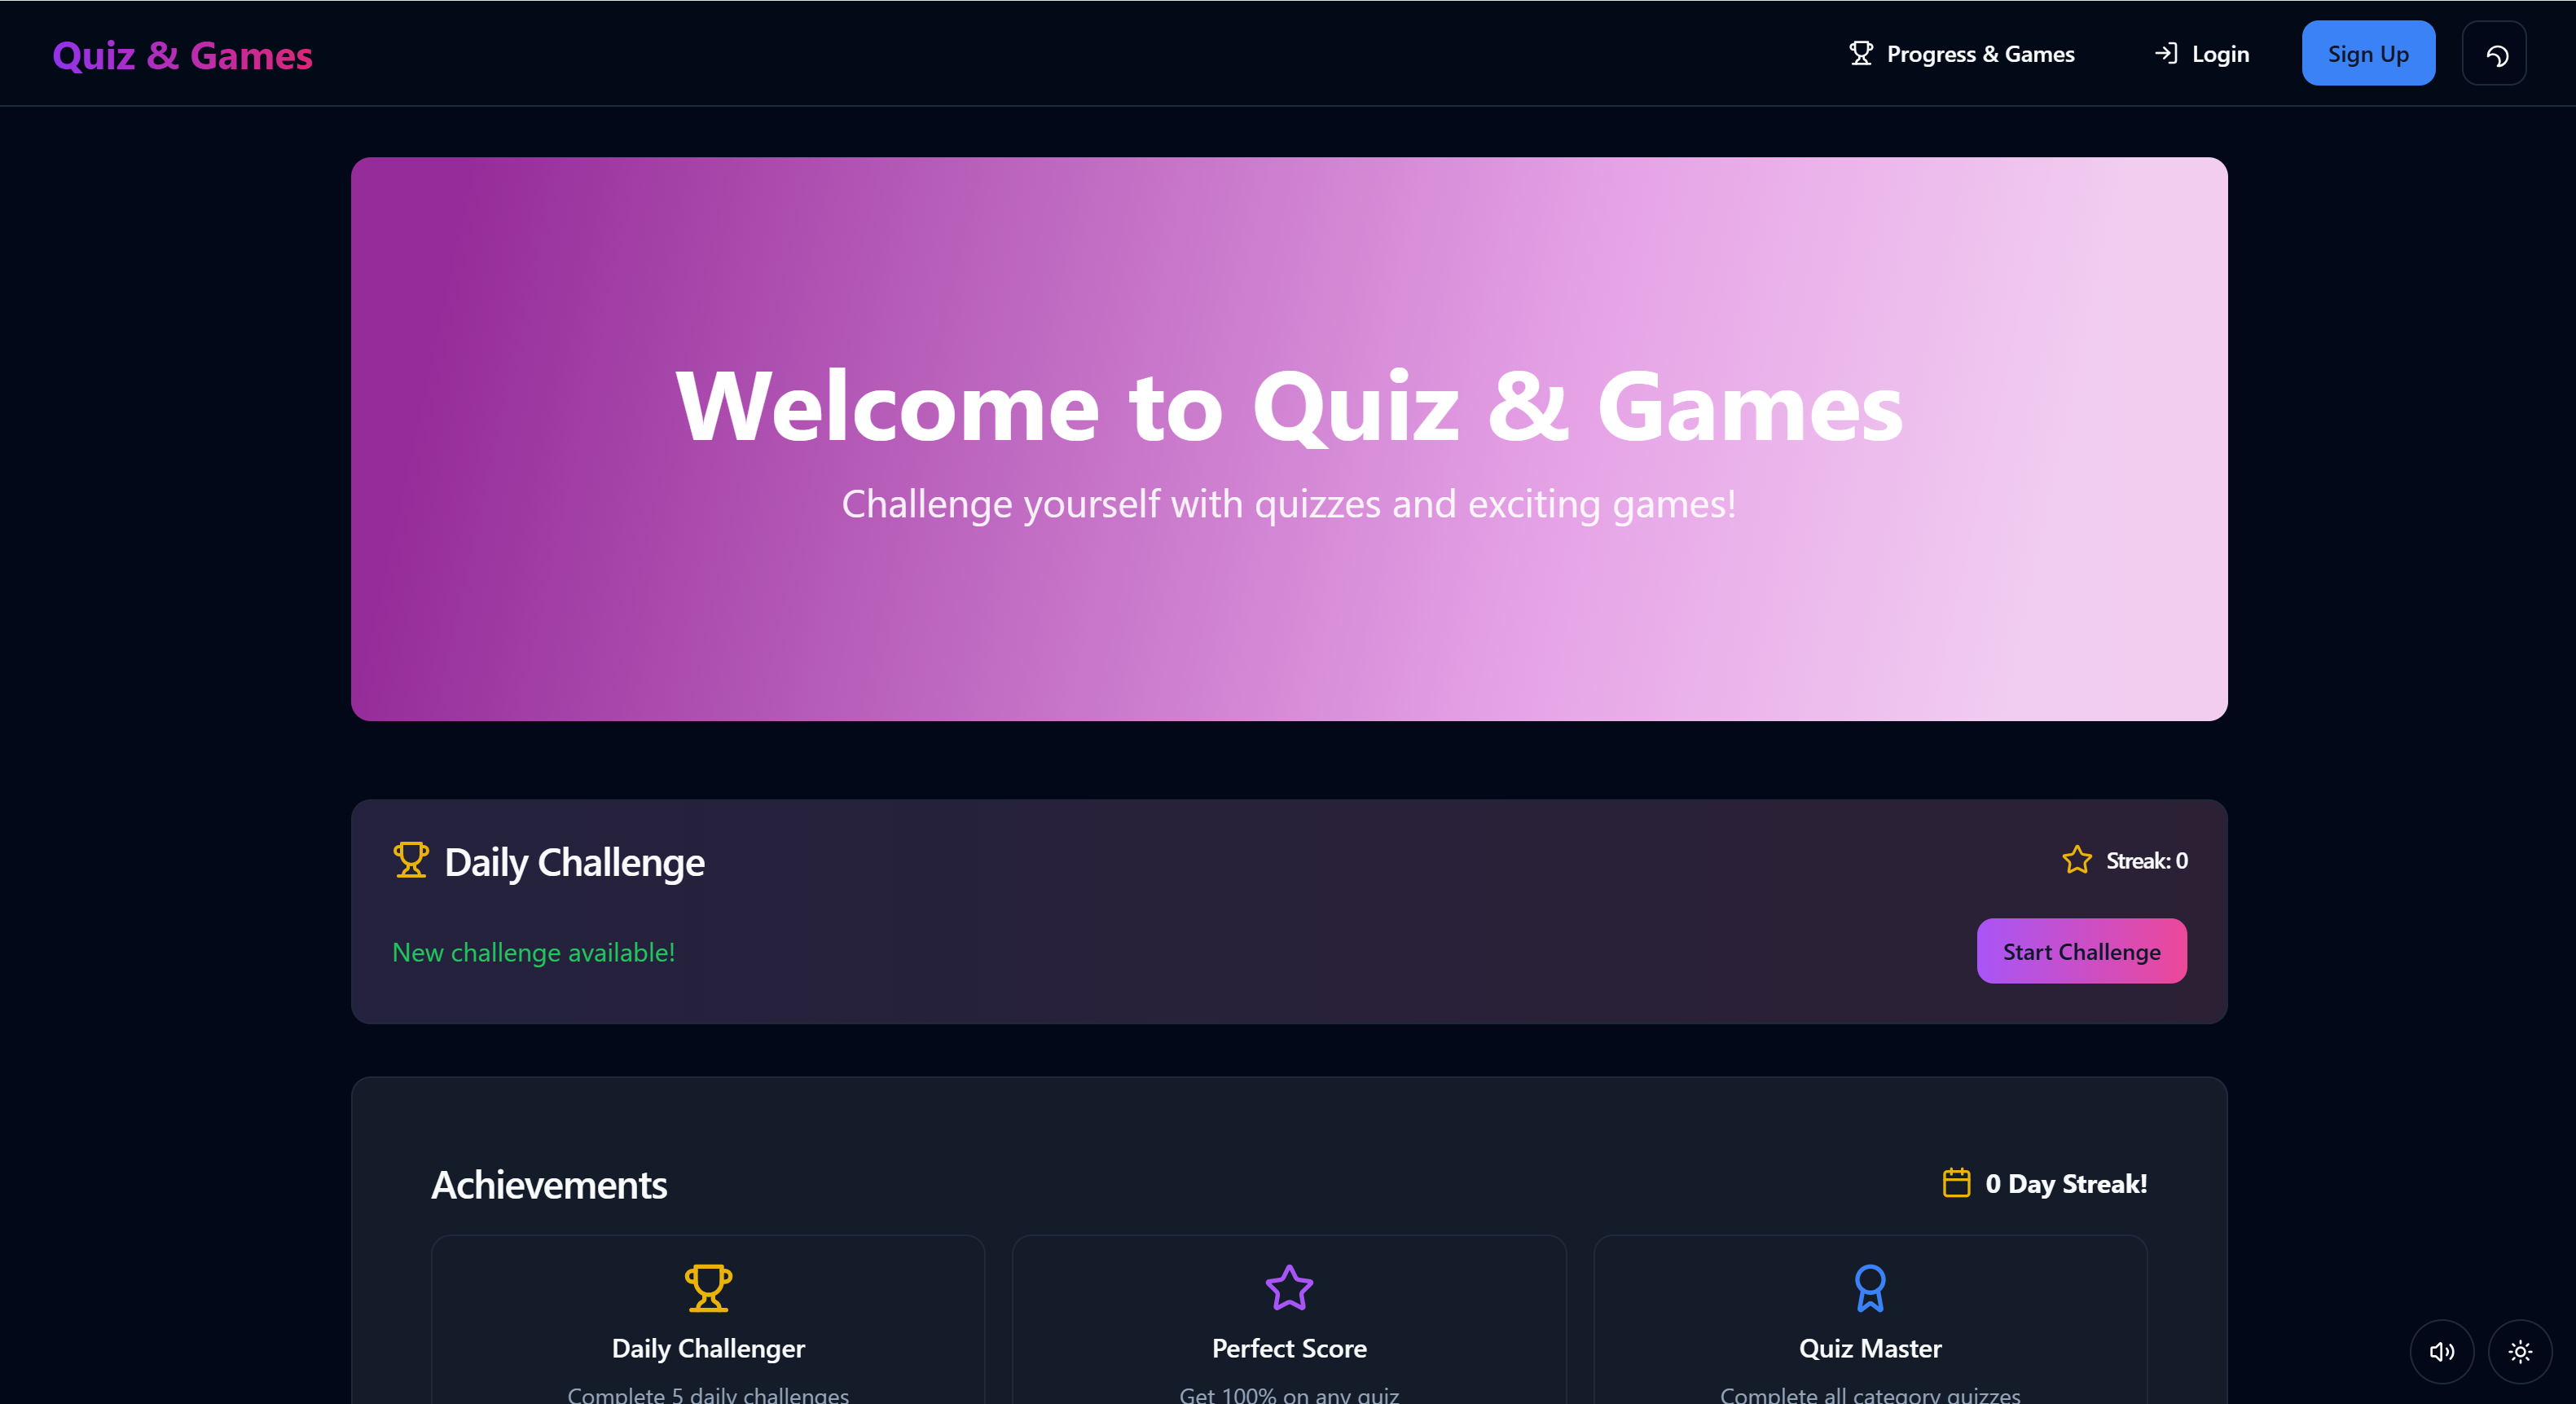 Quiz & Games
Progress & Games
Login
Sign Up
Welcome to Quiz & Games
Challenge yourself with quizzes and exciting games!
Daily Challenge
Streak: 0
New challenge available!
Start Challenge
Achievements
0 Day Streak!
Daily Challenger
Perfect Score
Quiz Master
Complete 5 daily challenges
Get 100% on any quiz
Complete all category quizzes